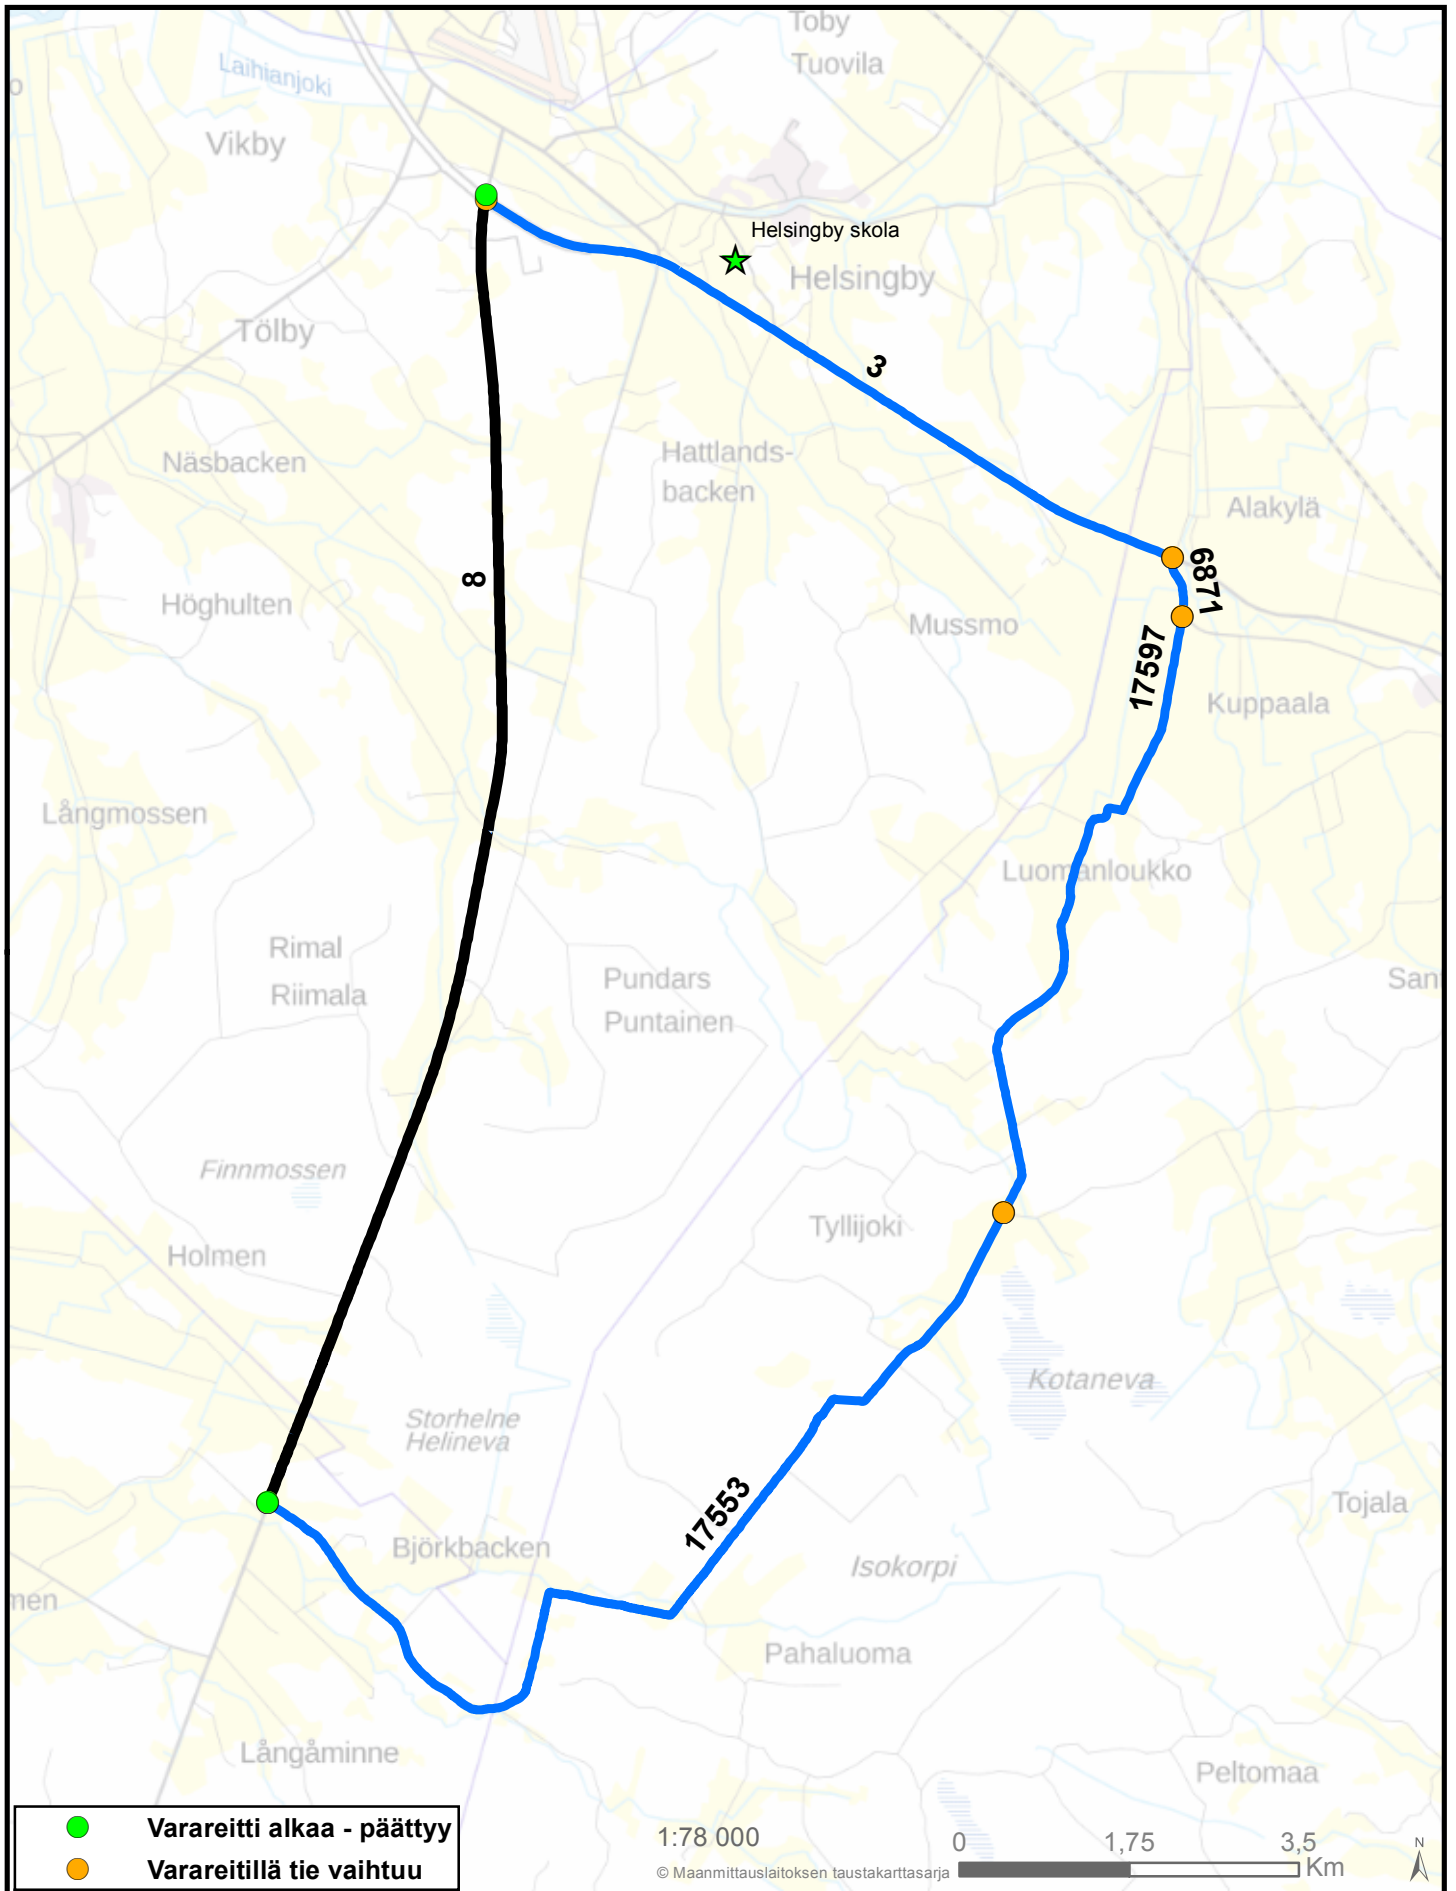 Toby
Tuovila
Laihianjoki
Vikby
Helsingby skola
Helsingby
Tölby
3
Näsbacken
Hattlands-
backen
Alakylä
8
6871
Höghulten
Mussmo
17597
Kuppaala
Långmossen
Luomanloukko
Rimal
Riimala
Pundars
Puntainen
San
Finnmossen
Tyllijoki
Holmen
Kotaneva
Storhelne
Helineva
17553
Tojala
Björkbacken
Isokorpi
men
Pahaluoma
Långåminne
Peltomaa
Varareitti alkaa - päättyy
Varareitillä tie vaihtuu
1:78 000
© Maanmittauslaitoksen taustakarttasarja
0 1,75 3,5
Km
N